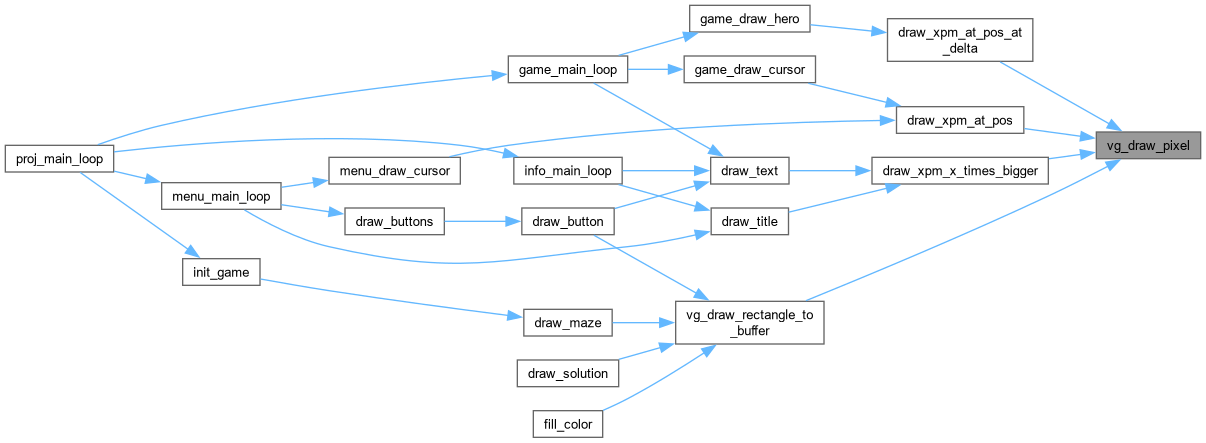 game_draw_hero
draw_xpm_at_pos_at
_delta
game_main_loop
game_draw_cursor
draw_xpm_at_pos
vg_draw_pixel
proj_main_loop
menu_draw_cursor
info_main_loop
draw_text
draw_xpm_x_times_bigger
menu_main_loop
draw_buttons
draw_button
draw_title
init_game
draw_maze
vg_draw_rectangle_to
_buffer
draw_solution
fill_color